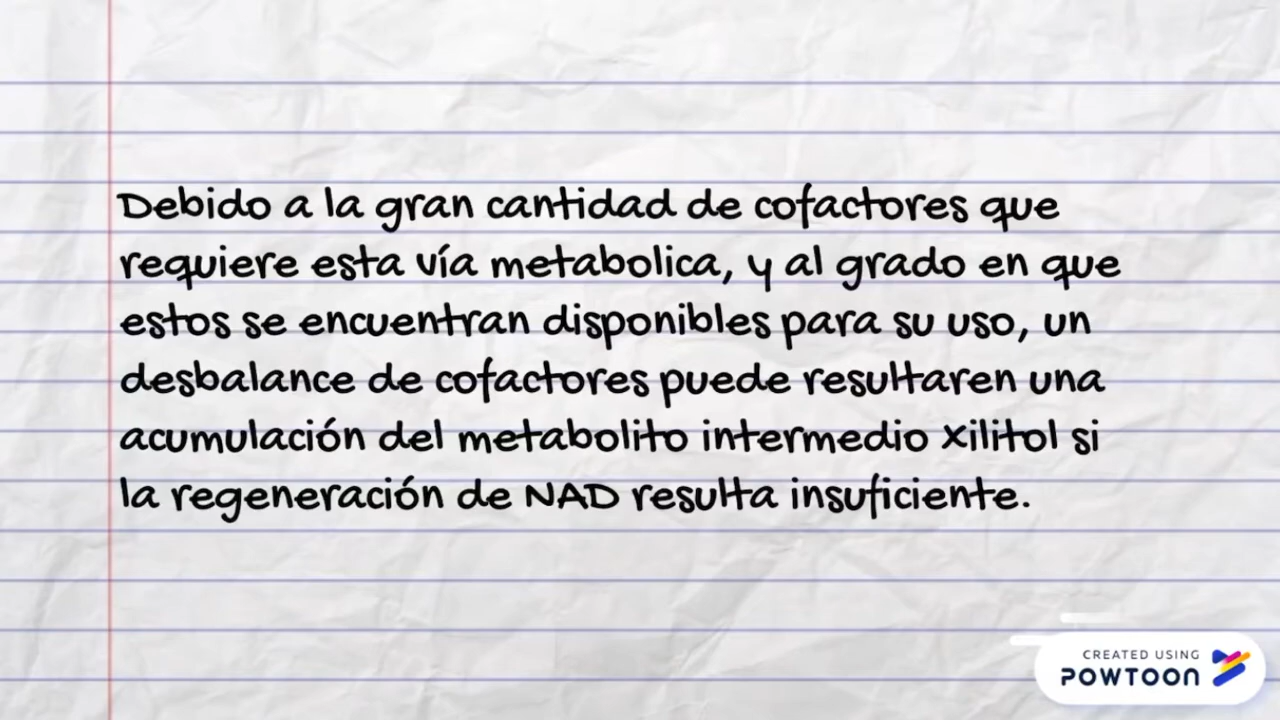 Debido a la gran cantidad de cofactores que
requiere esta vía metabolica, y al grado en que
estos se encuentran disponibles para su uso, un
desbalance de cofactores puede resultaren una
acumulación del metabolito intermedio Xilitol si
la regeneración de NAD resulta insuficiente.
CREATED USING
POWTOON